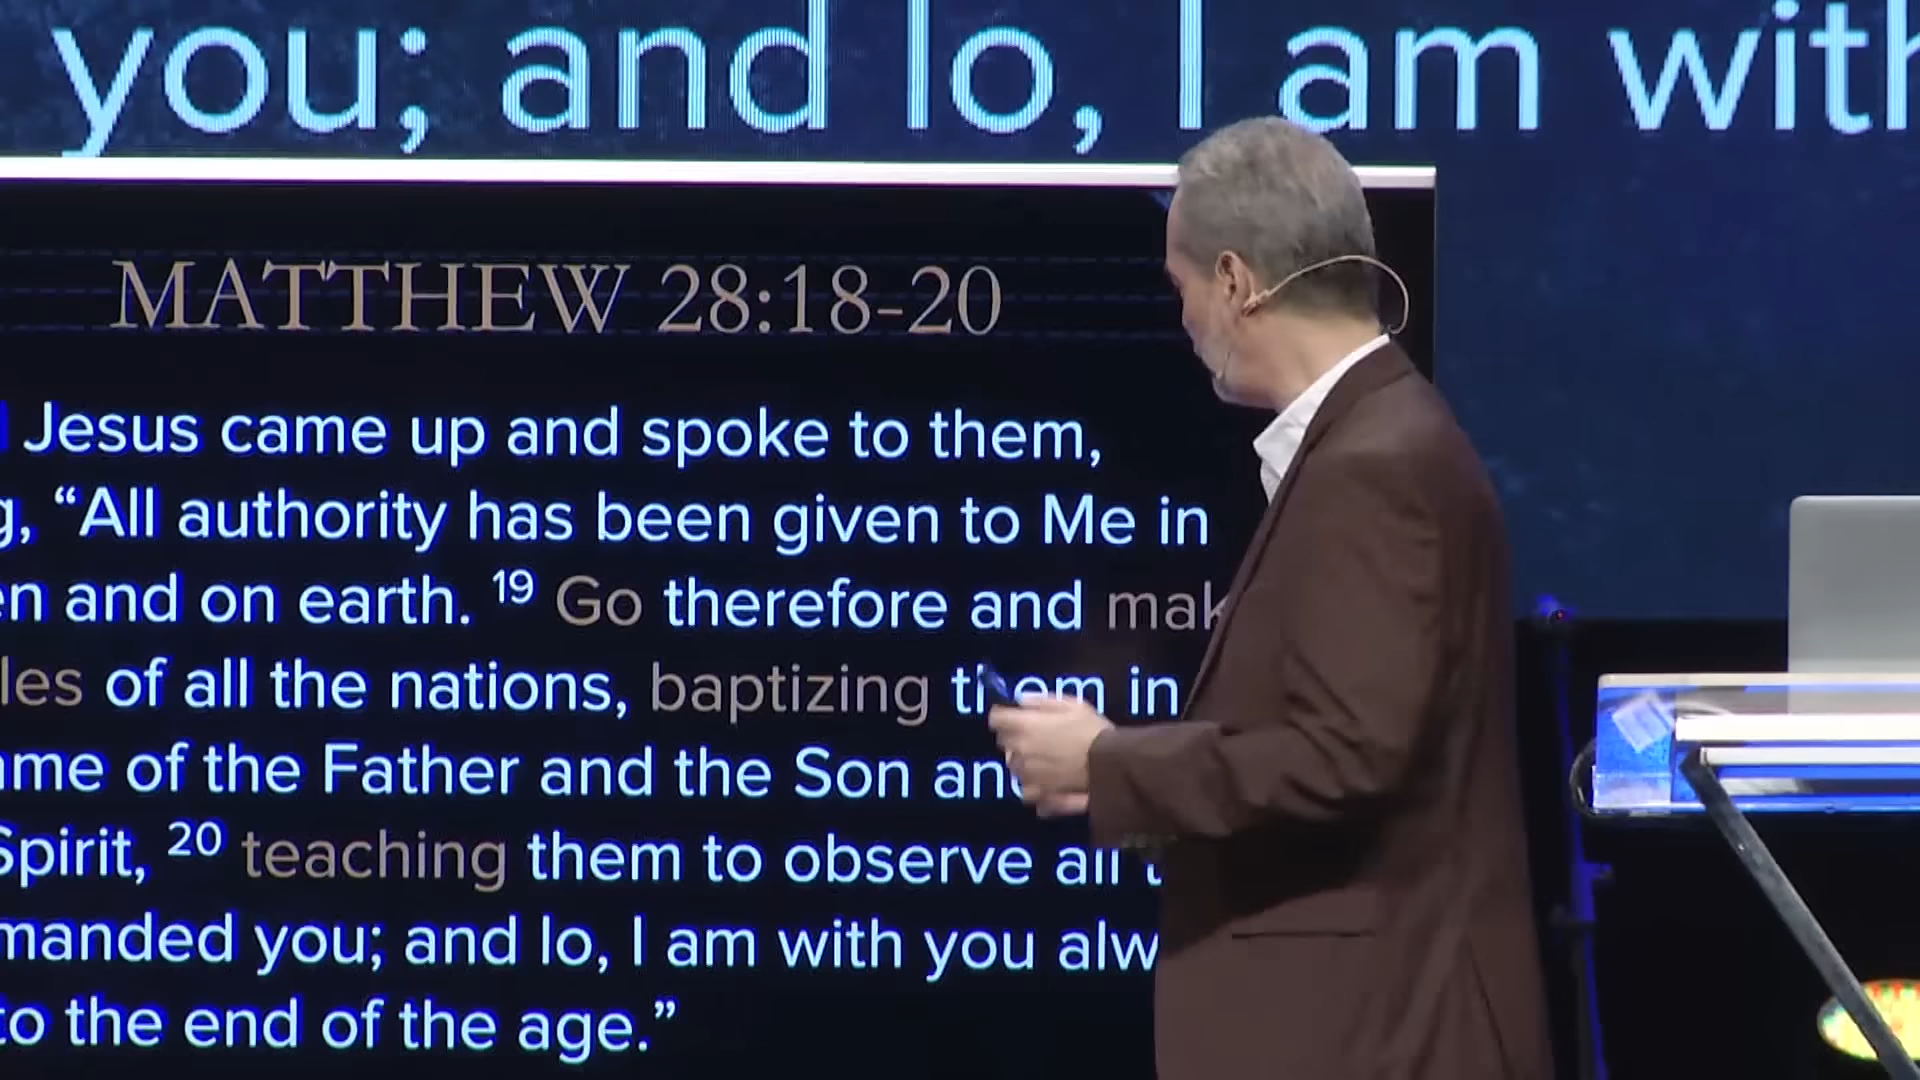 you; and lo, I am with
MATTHEW 28:18-20
Jesus came up and spoke to them,
“All authority has been given to Me in
and on earth. 19 Go therefore and
of all the nations, baptizing them in
of the Father and the Son
Spirit, 20 teaching them to observe all
you; and lo, I am with you
to the end of the age.”